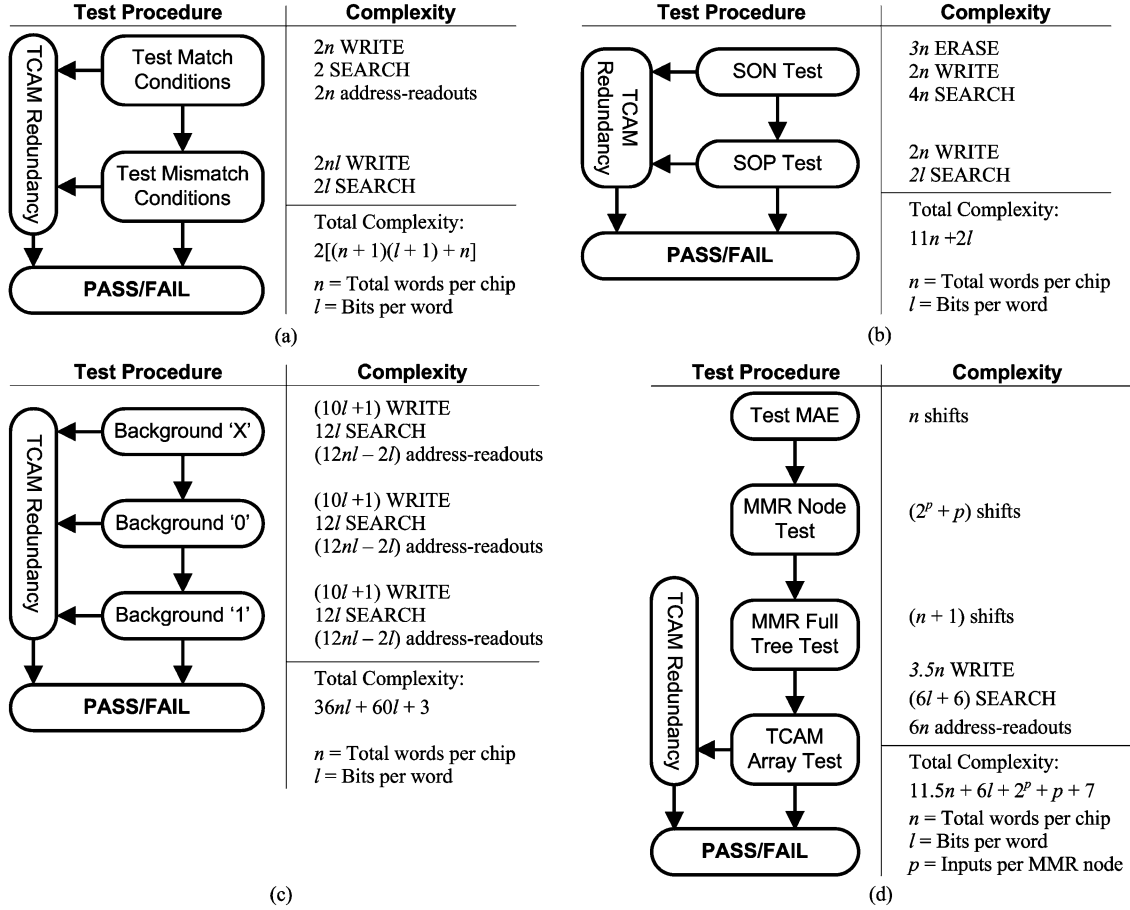 Test Procedure
Complexity
TCAM Redundancy
Test Match
Conditions
2n WRITE
2 SEARCH
2n address-readouts
Test Mismatch
Conditions
2nl WRITE
2l SEARCH
Total Complexity:
2[(n + 1)(l + 1) + n]
PASS/FAIL
n = Total words per chip
l = Bits per word
(a)
Test Procedure
Complexity
TCAM
Redundancy
SON Test
3n ERASE
2n WRITE
4n SEARCH
SOP Test
2n WRITE
2l SEARCH
Total Complexity:
11n +2l
PASS/FAIL
n = Total words per chip
l = Bits per word
(b)
Test Procedure
Complexity
TCAM Redundancy
Background ‘X’
(10l +1) WRITE
12l SEARCH
(12nl – 2l) address-readouts
Background ‘0’
(10l +1) WRITE
12l SEARCH
(12nl – 2l) address-readouts
Background ‘1’
(10l +1) WRITE
12l SEARCH
(12nl – 2l) address-readouts
Total Complexity:
36nl + 60l + 3
PASS/FAIL
n = Total words per chip
l = Bits per word
(c)
Test Procedure
Complexity
Test MAE
n shifts
MMR Node
Test
(2^p + p) shifts
MMR Full
Tree Test
(n + 1) shifts
TCAM Redundancy
TCAM
Array Test
3.5n WRITE
(6l + 6) SEARCH
6n address-readouts
Total Complexity:
11.5n + 6l + 2^p + p + 7
PASS/FAIL
n = Total words per chip
l = Bits per word
p = Inputs per MMR node
(d)